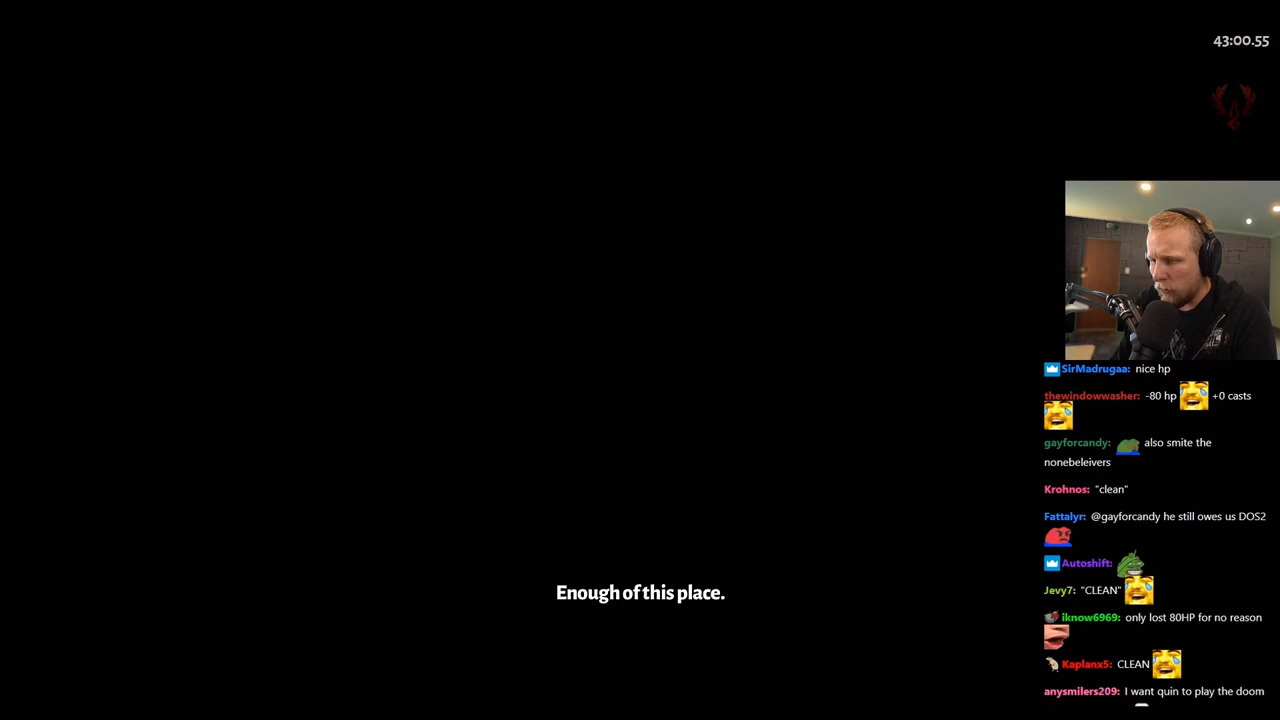 43:00.55
SirMadrugaa: nice hp
thewindowwasher: -80 hp +0 casts
gayforcandy: also smite the
nonebeleivers
Krohnos: "clean"
Fattalyr: @gayforcandy he still owes us DOS2
Autoshift:
Jevy7: "CLEAN"
Enough of this place.
iknow6969: only lost 80HP for no reason
Kaplanx5: CLEAN
anysmilers209: I want quin to play the doom